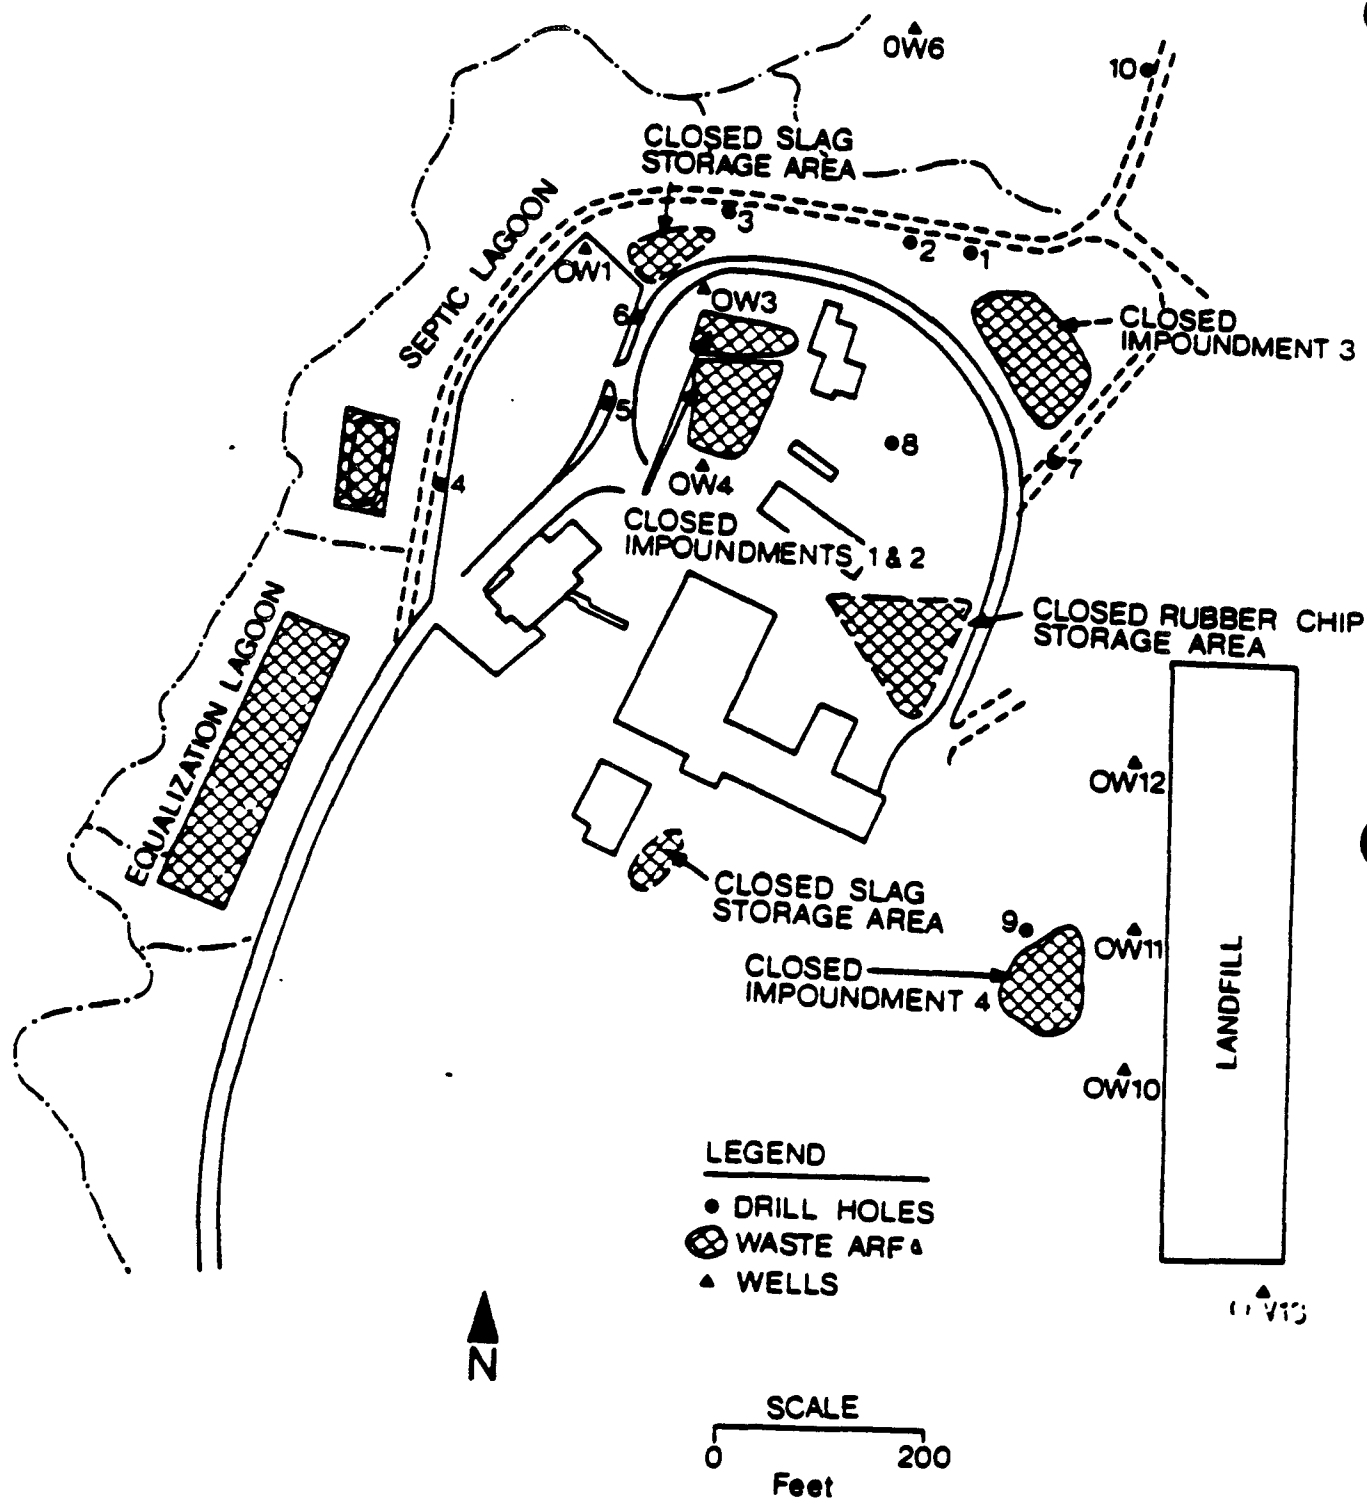 OW6
10
CLOSED SLAG
STORAGE AREA
3
2
1
SEPTIC LAGOON
OW1
OW3
6
CLOSED
IMPOUNDMENT 3
5
8
7
4
OW4
CLOSED
IMPOUNDMENTS 1 & 2
EQUALIZATION LAGOON
CLOSED RUBBER CHIP
STORAGE AREA
OW12
CLOSED SLAG
STORAGE AREA
9
OW11
CLOSED
IMPOUNDMENT 4
LANDFILL
OW10
LEGEND
DRILL HOLES
WASTE
WELLS
N
SCALE
0 200
Feet